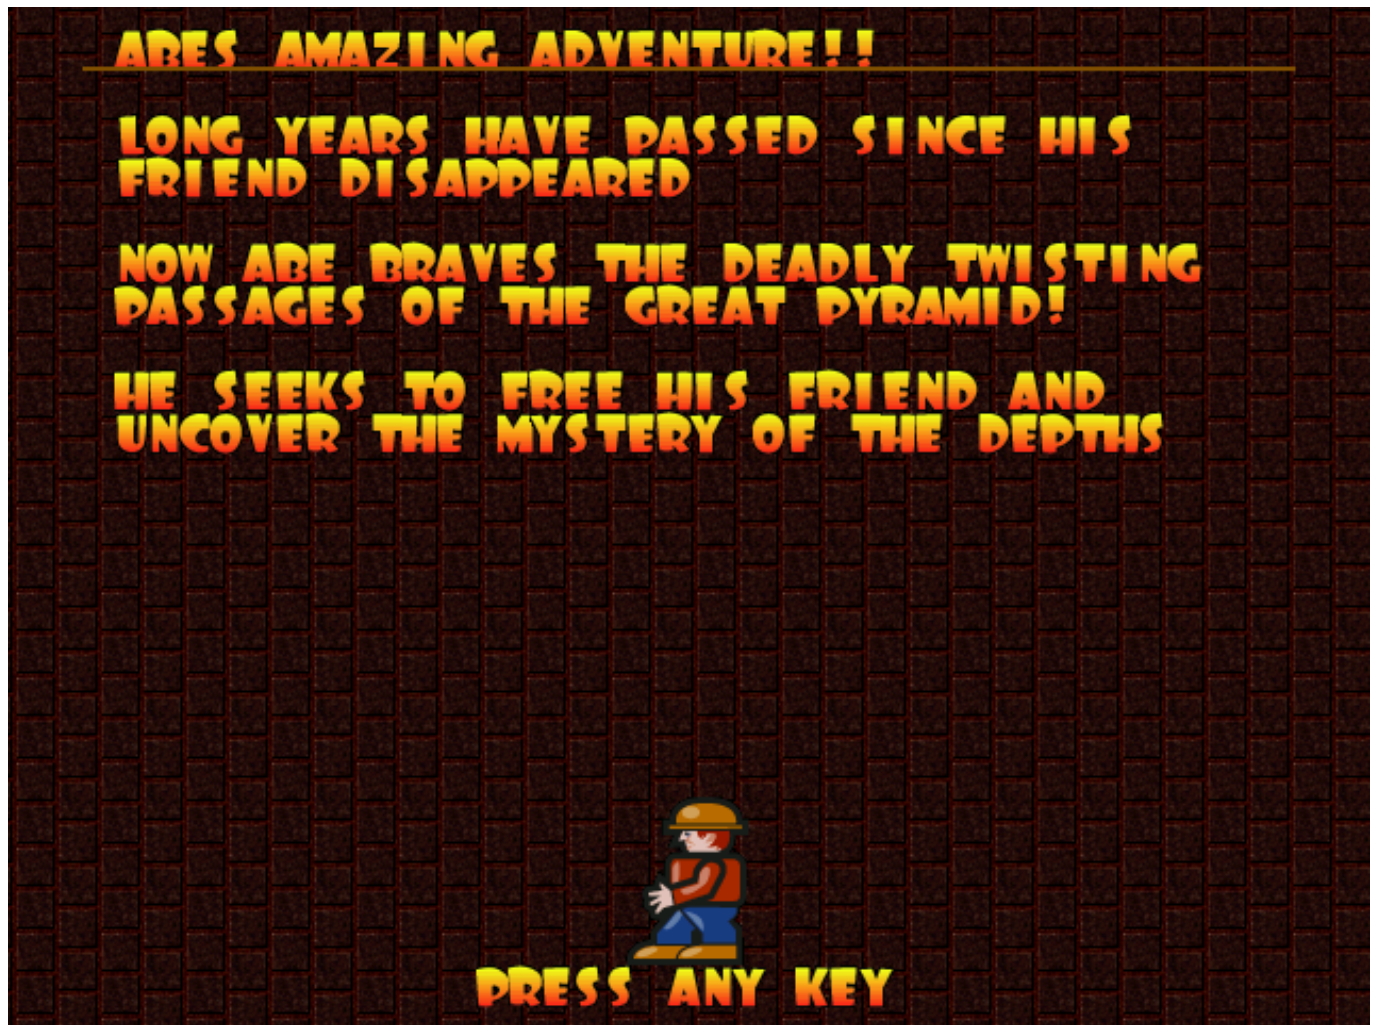 ABES AMAZING ADVENTURE!!
LONG YEARS HAVE PASSED SINCE HIS
FRIEND DISAPPEARED
NOW ABE BRAVES THE DEADLY TWISTING
PASSAGES OF THE GREAT PYRAMID!
HE SEEKS TO FREE HIS FRIEND AND
UNCOVER THE MYSTERY OF THE DEPTHS
PRESS ANY KEY